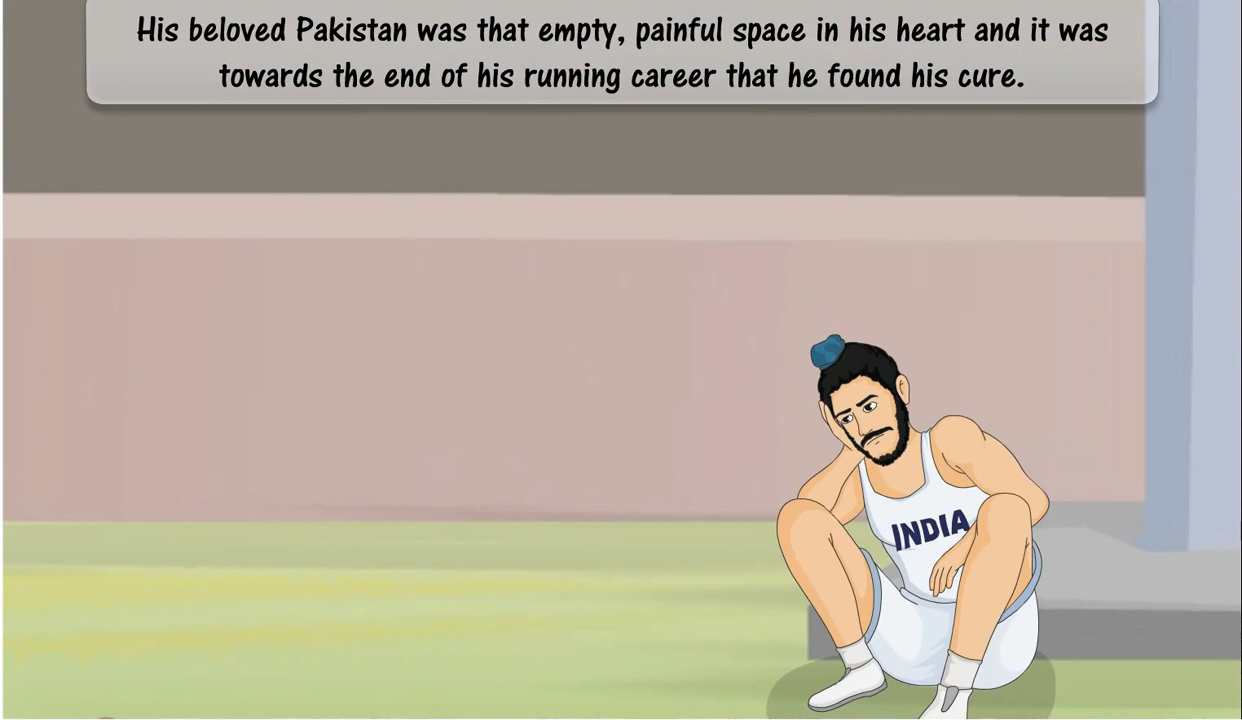 His beloved Pakistan was that empty, painful space in his heart and it was
towards the end of his running career that he found his cure.
INDIA